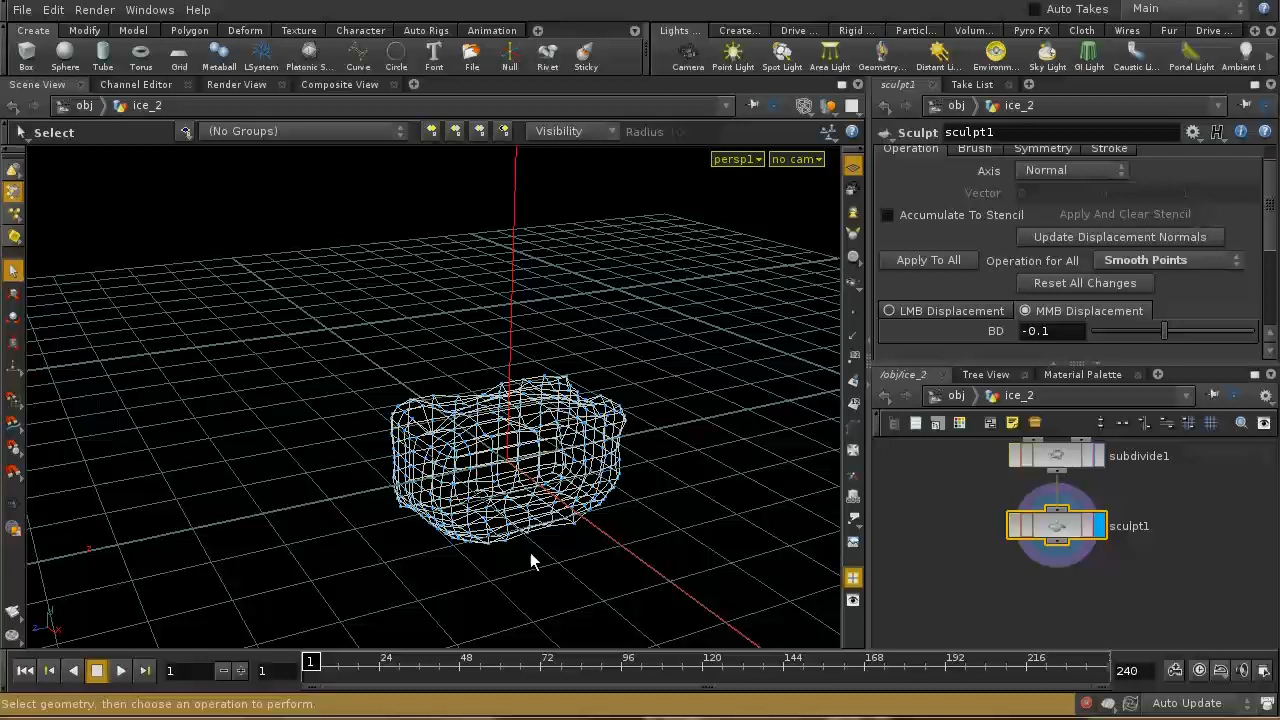 File Edit Render Windows Help Auto Takes Main
Create Modify Model Polygon Deform Texture Character Auto Rigs Animation Lights ... Create... Drive ... Rigid ... Particl... Volum... Pyro FX Cloth Wires Fur Drive ...
Box Sphere Tube Torus Grid Metaball LSystem Platonic S... Curve Circle Font File Null Rivet Sticky Camera Point Light Spot Light Area Light Geometry... Distant Li... Environm... Sky Light GI Light Caustic Li... Portal Light Ambient l
Scene View Channel Editor Render View Composite View sculpt1 Take List
obj ice_2 obj ice_2
Select (No Groups) Visibility Radius Sculpt sculpt1
Operation Brush Symmetry Stroke
persp1 no cam
Axis Normal
Vector
Accumulate To Stencil Apply And Clear Stencil
Update Displacement Normals
Apply To All Operation for All Smooth Points
Reset All Changes
LMB Displacement MMB Displacement
BD -0.1
/obj/ice_2 Tree View Material Palette
obj ice_2
subdivide1
sculpt1
z
y
z x
1 1 1 24 48 72 96 120 144 168 192 216 240
Select geometry, then choose an operation to perform. Auto Update